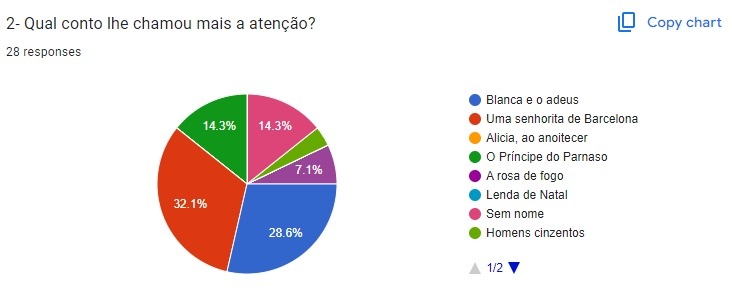 2- Qual conto lhe chamou mais a atenção?
Copy chart
28 responses
14.3%
14.3%
7.1%
32.1%
28.6%
Blanca e o adeus
Uma senhorita de Barcelona
Alicia, ao anoitecer
O Príncipe do Parnaso
A rosa de fogo
Lenda de Natal
Sem nome
Homens cinzentos
1/2